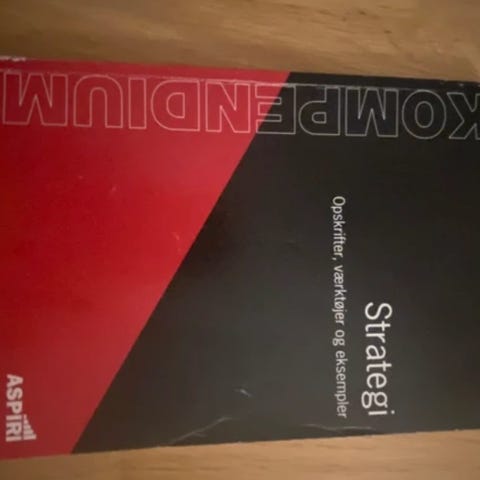 KOMPENDIUM
Strategi
Opskrifter, værktøjer og eksempler
ASPIRI